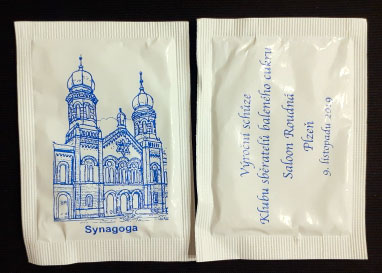 Synagoga
Výroční schůze
Klubu sběratelů baleného cukru
Saloon Roudná
Plzeň
9. listopadu 2019